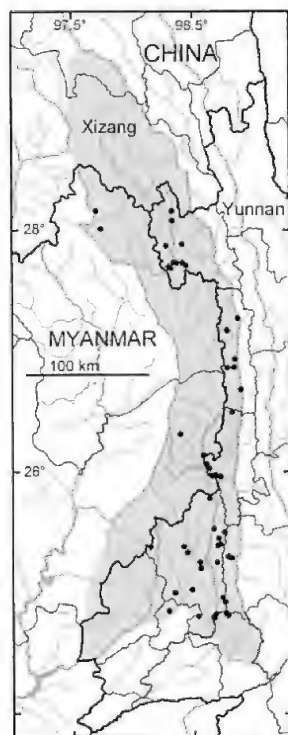 97.5° 98.5°
CHINA
Xizang
Yunnan
28°
MYANMAR
100 km
26°